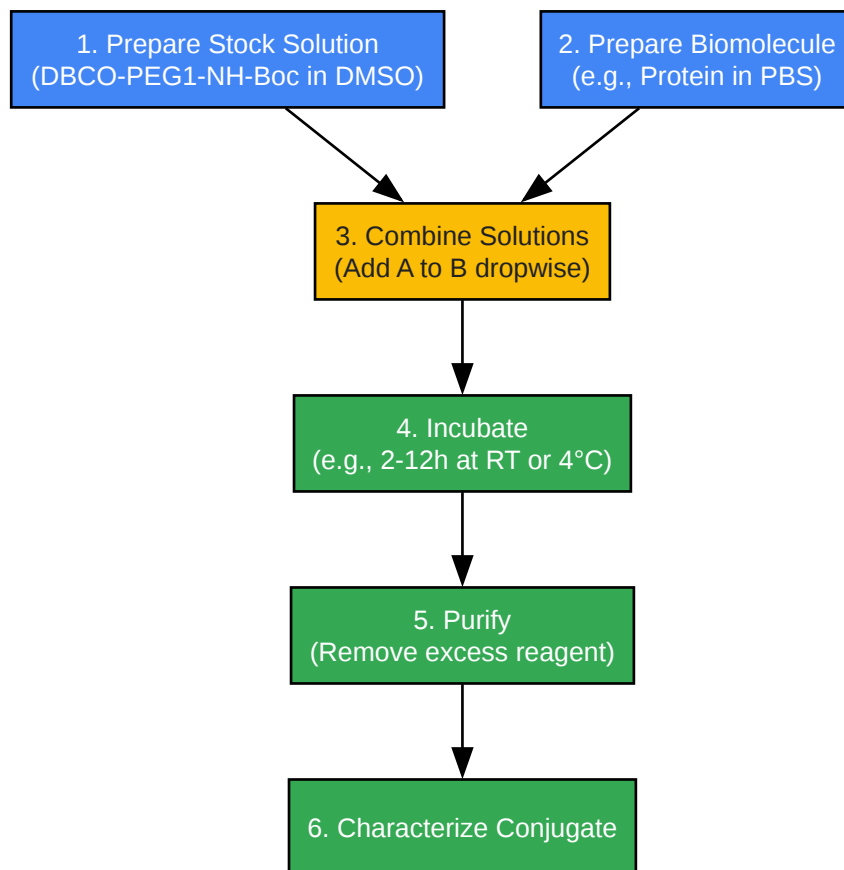 1. Prepare Stock Solution
(DBCO-PEG1-NH-Boc in DMSO)
2. Prepare Biomolecule
(e.g., Protein in PBS)
3. Combine Solutions
(Add A to B dropwise)
4. Incubate
(e.g., 2-12h at RT or 4°C)
5. Purify
(Remove excess reagent)
6. Characterize Conjugate